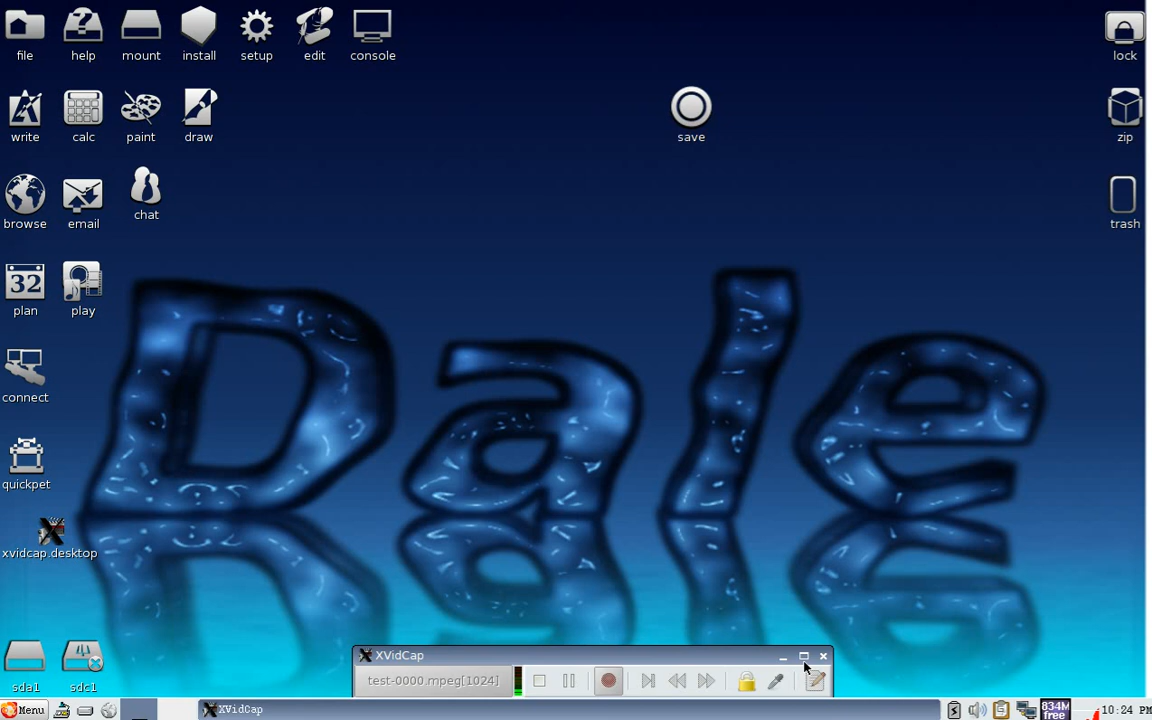 file help mount install setup edit console lock
save
write calc paint draw zip
browse email chat trash
32
plan play
Dale
connect
quickpet
xvidcap.desktop
XVidCap
test-0000.mpeg[1024]
sda1 sdc1
Menu XVidCap 834M free 10:24 PM